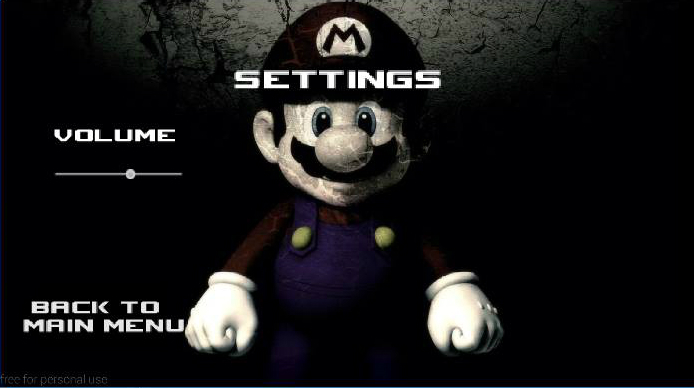 M
SETTINGS
VOLUME
BACK TO
MAIN MENU
free for personal use